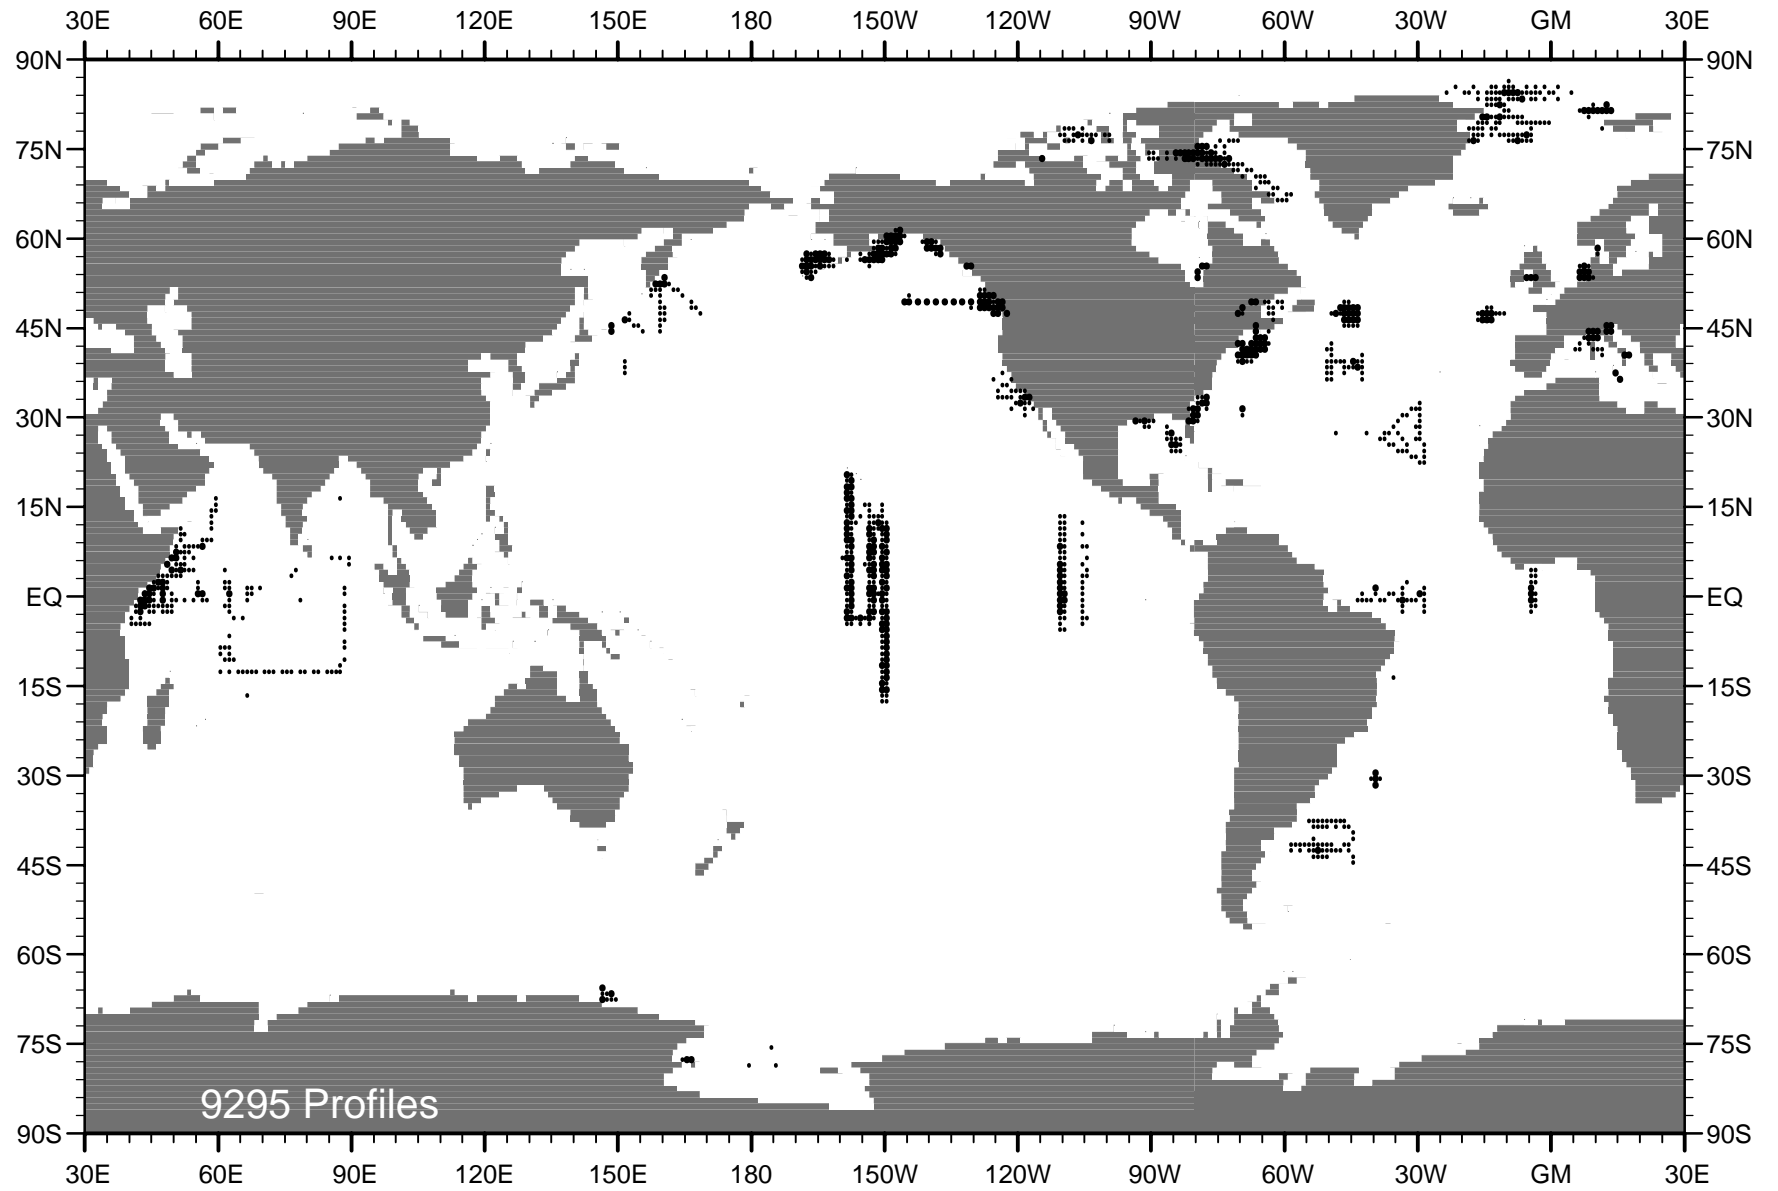 30E 60E 90E 120E 150E 180 150W 120W 90W 60W 30W GM 30E
90N 90N
75N 75N
60N 60N
45N 45N
30N 30N
15N 15N
EQ EQ
15S 15S
30S 30S
45S 45S
60S 60S
75S 75S
9295 Profiles
90S 90S
30E 60E 90E 120E 150E 180 150W 120W 90W 60W 30W GM 30E